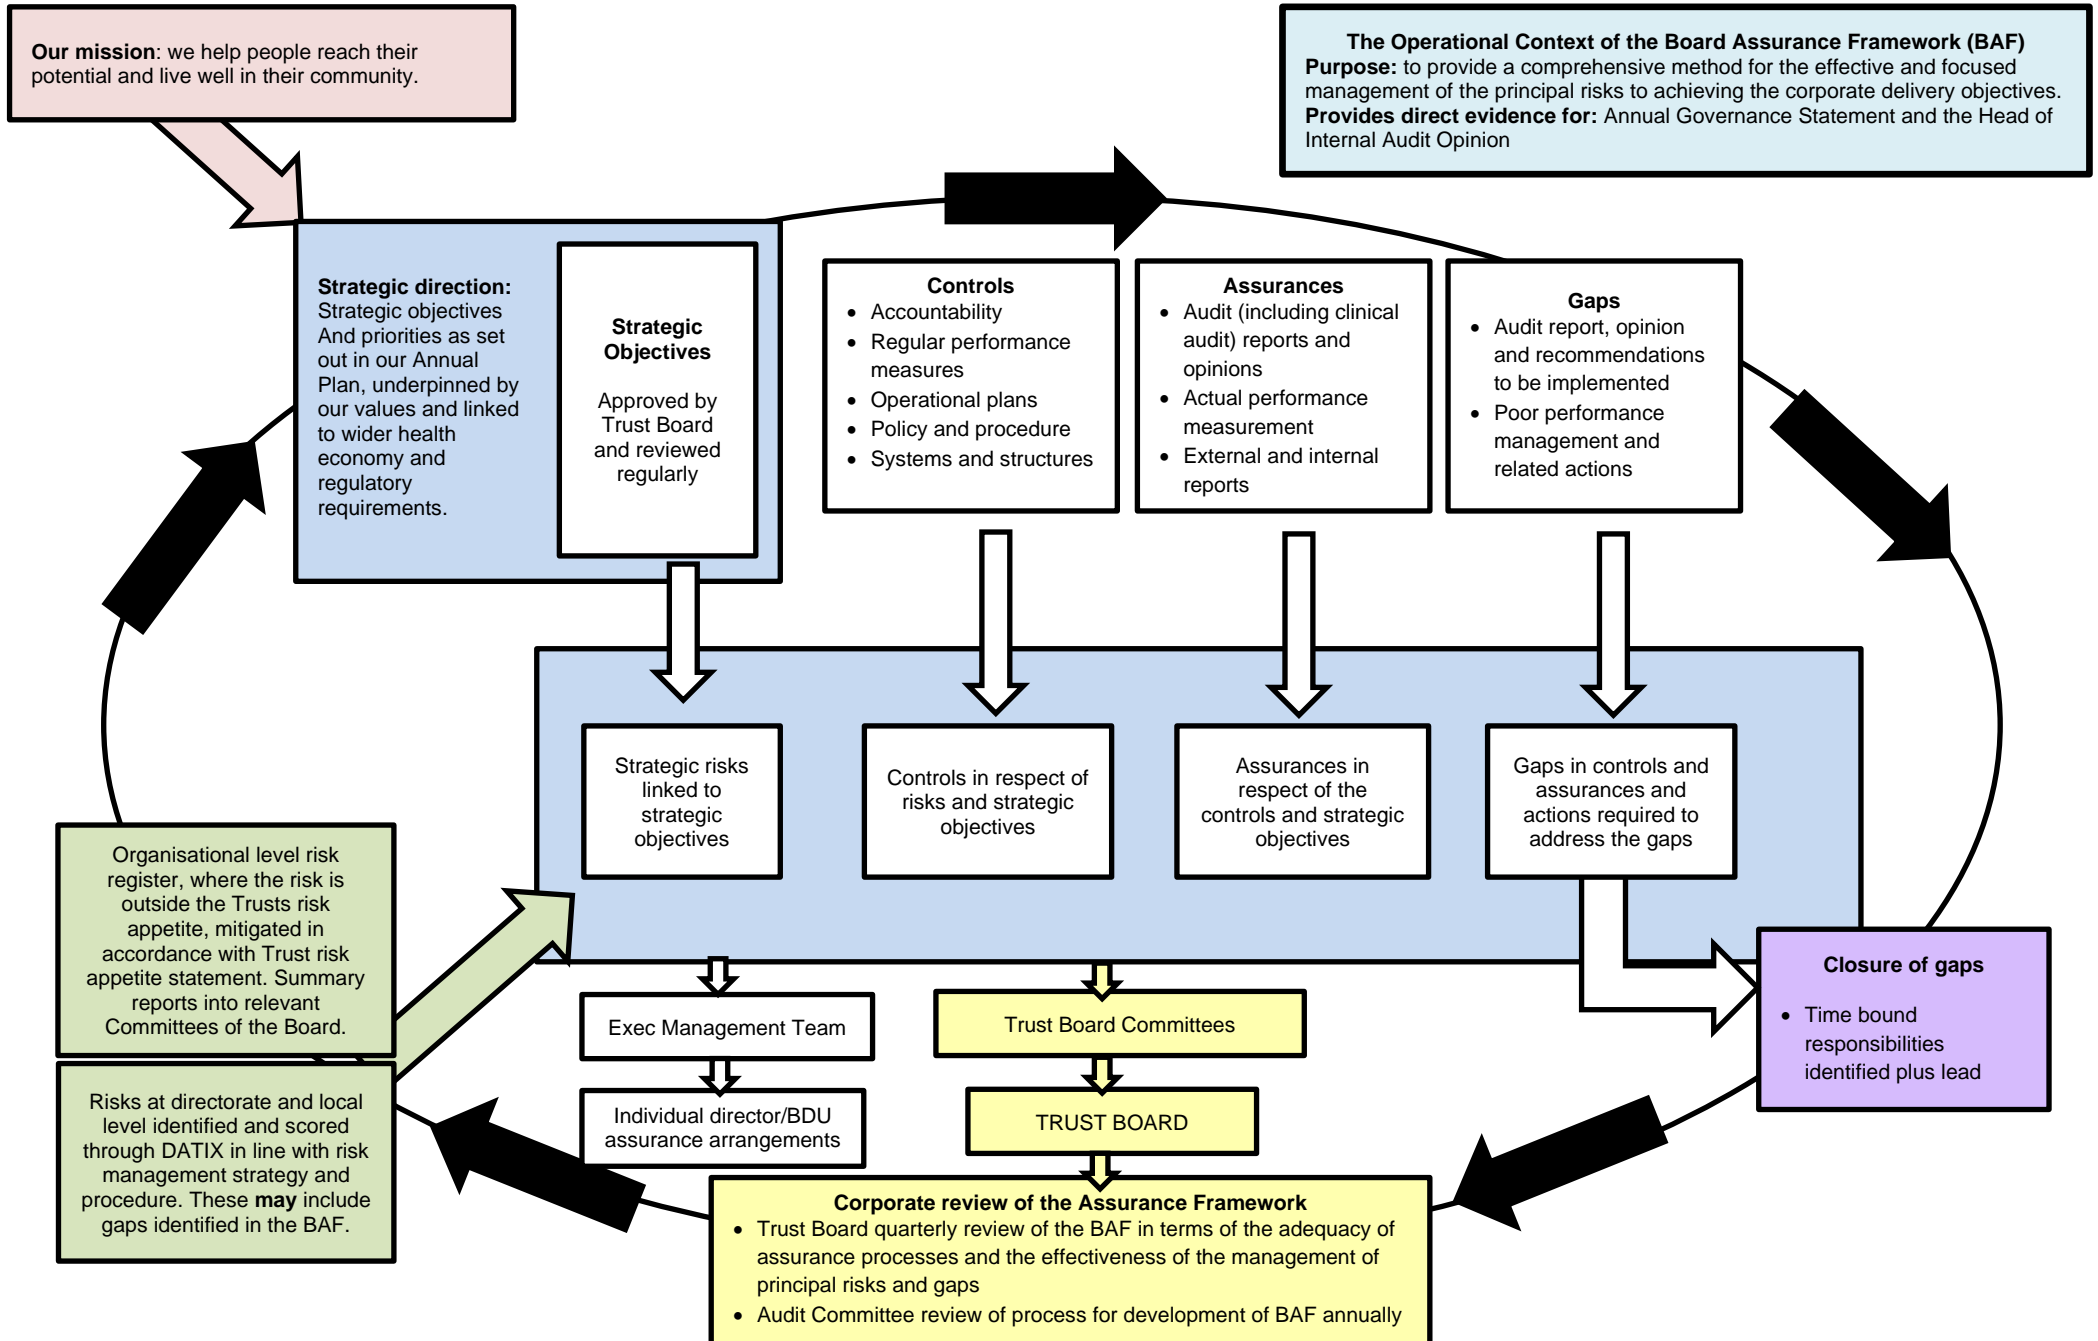 Our mission: we help people reach their
potential and live well in their community.
The Operational Context of the Board Assurance Framework (BAF)
Purpose: to provide a comprehensive method for the effective and focused
management of the principal risks to achieving the corporate delivery objectives.
Provides direct evidence for: Annual Governance Statement and the Head of
Internal Audit Opinion
Strategic direction:
Strategic objectives
And priorities as set
out in our Annual
Plan, underpinned by
our values and linked
to wider health
economy and
regulatory
requirements.
Strategic
Objectives
Approved by
Trust Board
and reviewed
regularly
Controls
• Accountability
• Regular performance
measures
• Operational plans
• Policy and procedure
• Systems and structures
Assurances
• Audit (including clinical
audit) reports and
opinions
• Actual performance
measurement
• External and internal
reports
Gaps
• Audit report, opinion
and recommendations
to be implemented
• Poor performance
management and
related actions
Strategic risks
linked to
strategic
objectives
Controls in respect of
risks and strategic
objectives
Assurances in
respect of the
controls and strategic
objectives
Gaps in controls and
assurances and
actions required to
address the gaps
Organisational level risk
register, where the risk is
outside the Trusts risk
appetite, mitigated in
accordance with Trust risk
appetite statement. Summary
reports into relevant
Committees of the Board.
Risks at directorate and local
level identified and scored
through DATIX in line with risk
management strategy and
procedure. These may include
gaps identified in the BAF.
Exec Management Team
Individual director/BDU
assurance arrangements
Trust Board Committees
TRUST BOARD
Closure of gaps
• Time bound
responsibilities
identified plus lead
Corporate review of the Assurance Framework
• Trust Board quarterly review of the BAF in terms of the adequacy of
assurance processes and the effectiveness of the management of
principal risks and gaps
• Audit Committee review of process for development of BAF annually